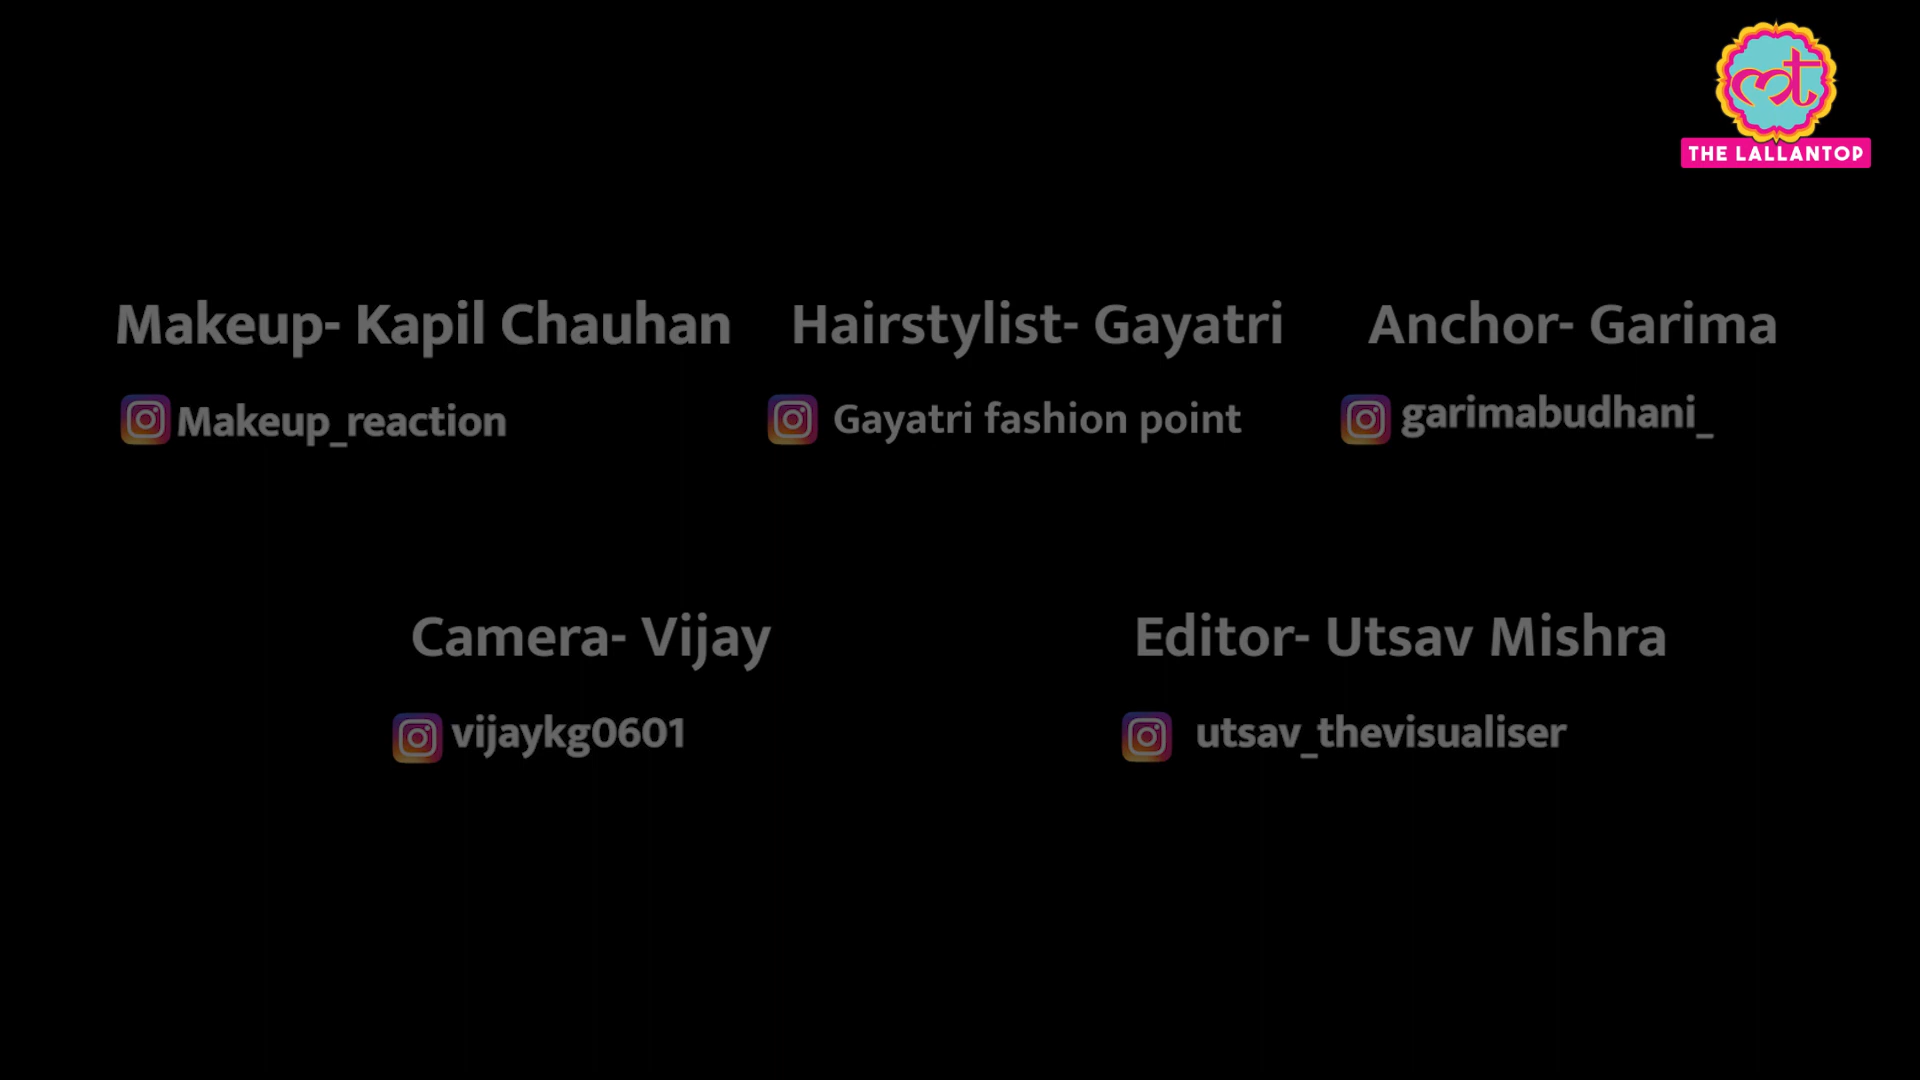 लt
THE LALLANTOP
Makeup- Kapil Chauhan
Makeup_reaction
Hairstylist- Gayatri
Gayatri fashion point
Anchor- Garima
garimabudhani_
Camera- Vijay
vijaykg0601
Editor- Utsav Mishra
utsav_thevisualiser